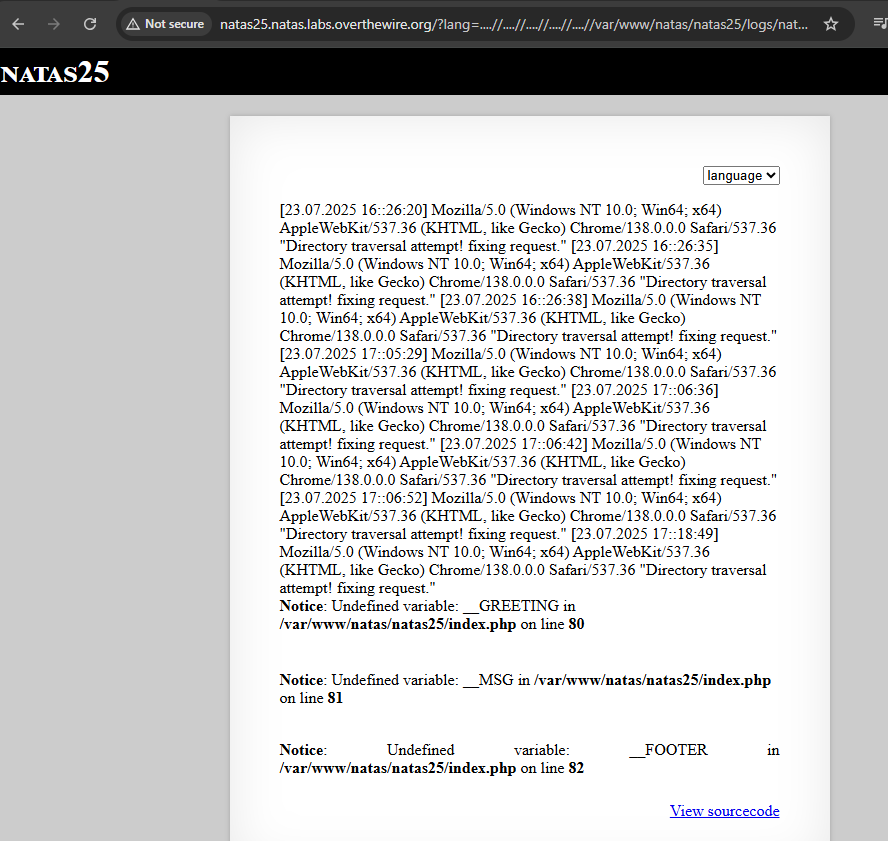 Not secure
natas25.natas.labs.overthewire.org/?lang=....//....//....//....//....//var/www/natas/natas25/logs/nat...
NATAS25
language
[23.07.2025 16::26:20] Mozilla/5.0 (Windows NT 10.0; Win64; x64)
AppleWebKit/537.36 (KHTML, like Gecko) Chrome/138.0.0.0 Safari/537.36
"Directory traversal attempt! fixing request." [23.07.2025 16::26:35]
Mozilla/5.0 (Windows NT 10.0; Win64; x64) AppleWebKit/537.36
(KHTML, like Gecko) Chrome/138.0.0.0 Safari/537.36 "Directory traversal
attempt! fixing request." [23.07.2025 16::26:38] Mozilla/5.0 (Windows NT
10.0; Win64; x64) AppleWebKit/537.36 (KHTML, like Gecko)
Chrome/138.0.0.0 Safari/537.36 "Directory traversal attempt! fixing request."
[23.07.2025 17::05:29] Mozilla/5.0 (Windows NT 10.0; Win64; x64)
AppleWebKit/537.36 (KHTML, like Gecko) Chrome/138.0.0.0 Safari/537.36
"Directory traversal attempt! fixing request." [23.07.2025 17::06:36]
Mozilla/5.0 (Windows NT 10.0; Win64; x64) AppleWebKit/537.36
(KHTML, like Gecko) Chrome/138.0.0.0 Safari/537.36 "Directory traversal
attempt! fixing request." [23.07.2025 17::06:42] Mozilla/5.0 (Windows NT
10.0; Win64; x64) AppleWebKit/537.36 (KHTML, like Gecko)
Chrome/138.0.0.0 Safari/537.36 "Directory traversal attempt! fixing request."
[23.07.2025 17::06:52] Mozilla/5.0 (Windows NT 10.0; Win64; x64)
AppleWebKit/537.36 (KHTML, like Gecko) Chrome/138.0.0.0 Safari/537.36
"Directory traversal attempt! fixing request." [23.07.2025 17::18:49]
Mozilla/5.0 (Windows NT 10.0; Win64; x64) AppleWebKit/537.36
(KHTML, like Gecko) Chrome/138.0.0.0 Safari/537.36 "Directory traversal
attempt! fixing request."
Notice: Undefined variable: __GREETING in
/var/www/natas/natas25/index.php on line 80
Notice: Undefined variable: __MSG in /var/www/natas/natas25/index.php
on line 81
Notice: Undefined variable: __FOOTER in
/var/www/natas/natas25/index.php on line 82
View sourcecode